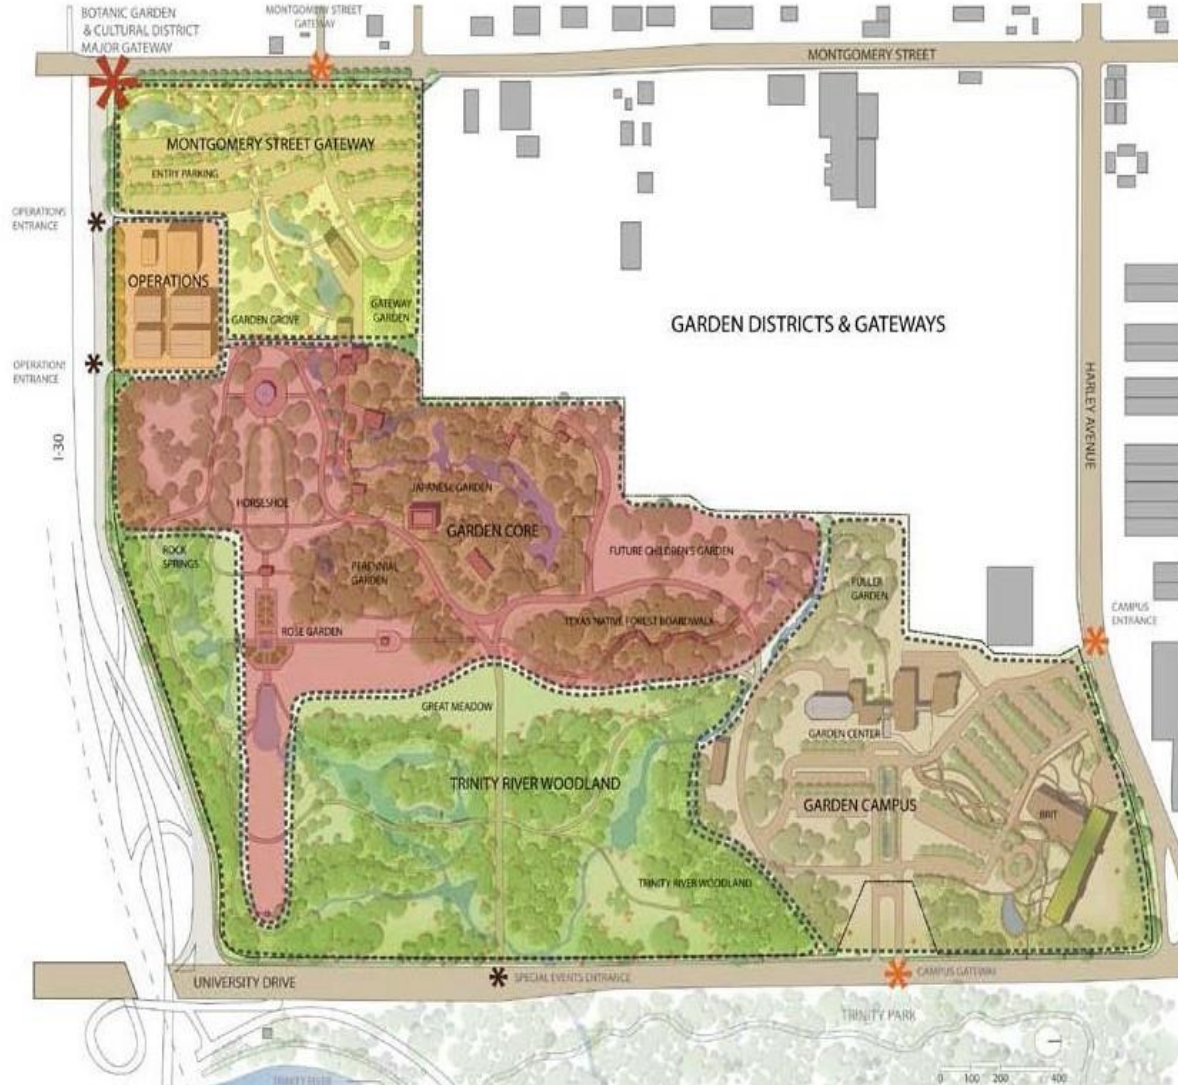 BOTANIC GARDEN
& CULTURAL DISTRICT
MAJOR GATEWAY
MONTGOMERY STREET
GATEWAY
MONTGOMERY STREET
MONTGOMERY STREET GATEWAY
ENTRY PARKING
OPERATIONS
ENTRANCE
OPERATIONS
GATEWAY
GARDEN
GARDEN GROVE
GARDEN DISTRICTS & GATEWAYS
OPERATIONS
ENTRANCE
HARLEY AVENUE
I-30
JAPANESE GARDEN
HORSESHOE
GARDEN CORE
ROCK
SPRINGS
FUTURE CHILDREN'S GARDEN
PERENNIAL
GARDEN
FULLER
GARDEN
CAMPUS
ENTRANCE
ROSE GARDEN
TEXAS NATIVE FOREST BOARDWALK
GREAT MEADOW
GARDEN CENTER
TRINITY RIVER WOODLAND
GARDEN CAMPUS
BRIT
TRINITY RIVER WOODLAND
UNIVERSITY DRIVE
SPECIAL EVENTS ENTRANCE
CAMPUS GATEWAY
TRINITY PARK
TRINITY RIVER
0 100 200 400